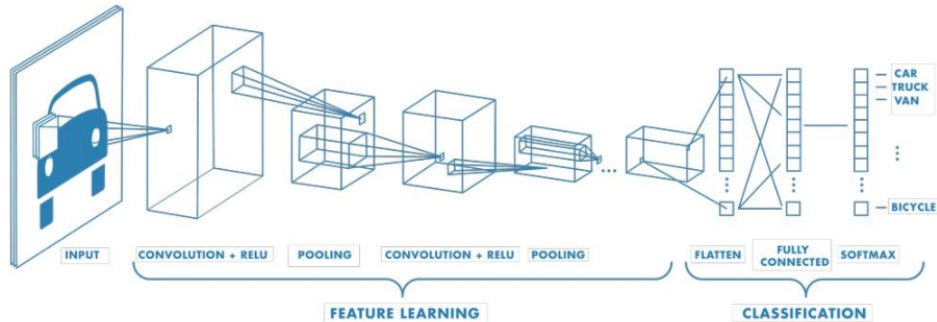 CAR
TRUCK
VAN
BICYCLE
INPUT
CONVOLUTION + RELU
POOLING
CONVOLUTION + RELU
POOLING
FLATTEN
FULLY
CONNECTED
SOFTMAX
FEATURE LEARNING
CLASSIFICATION